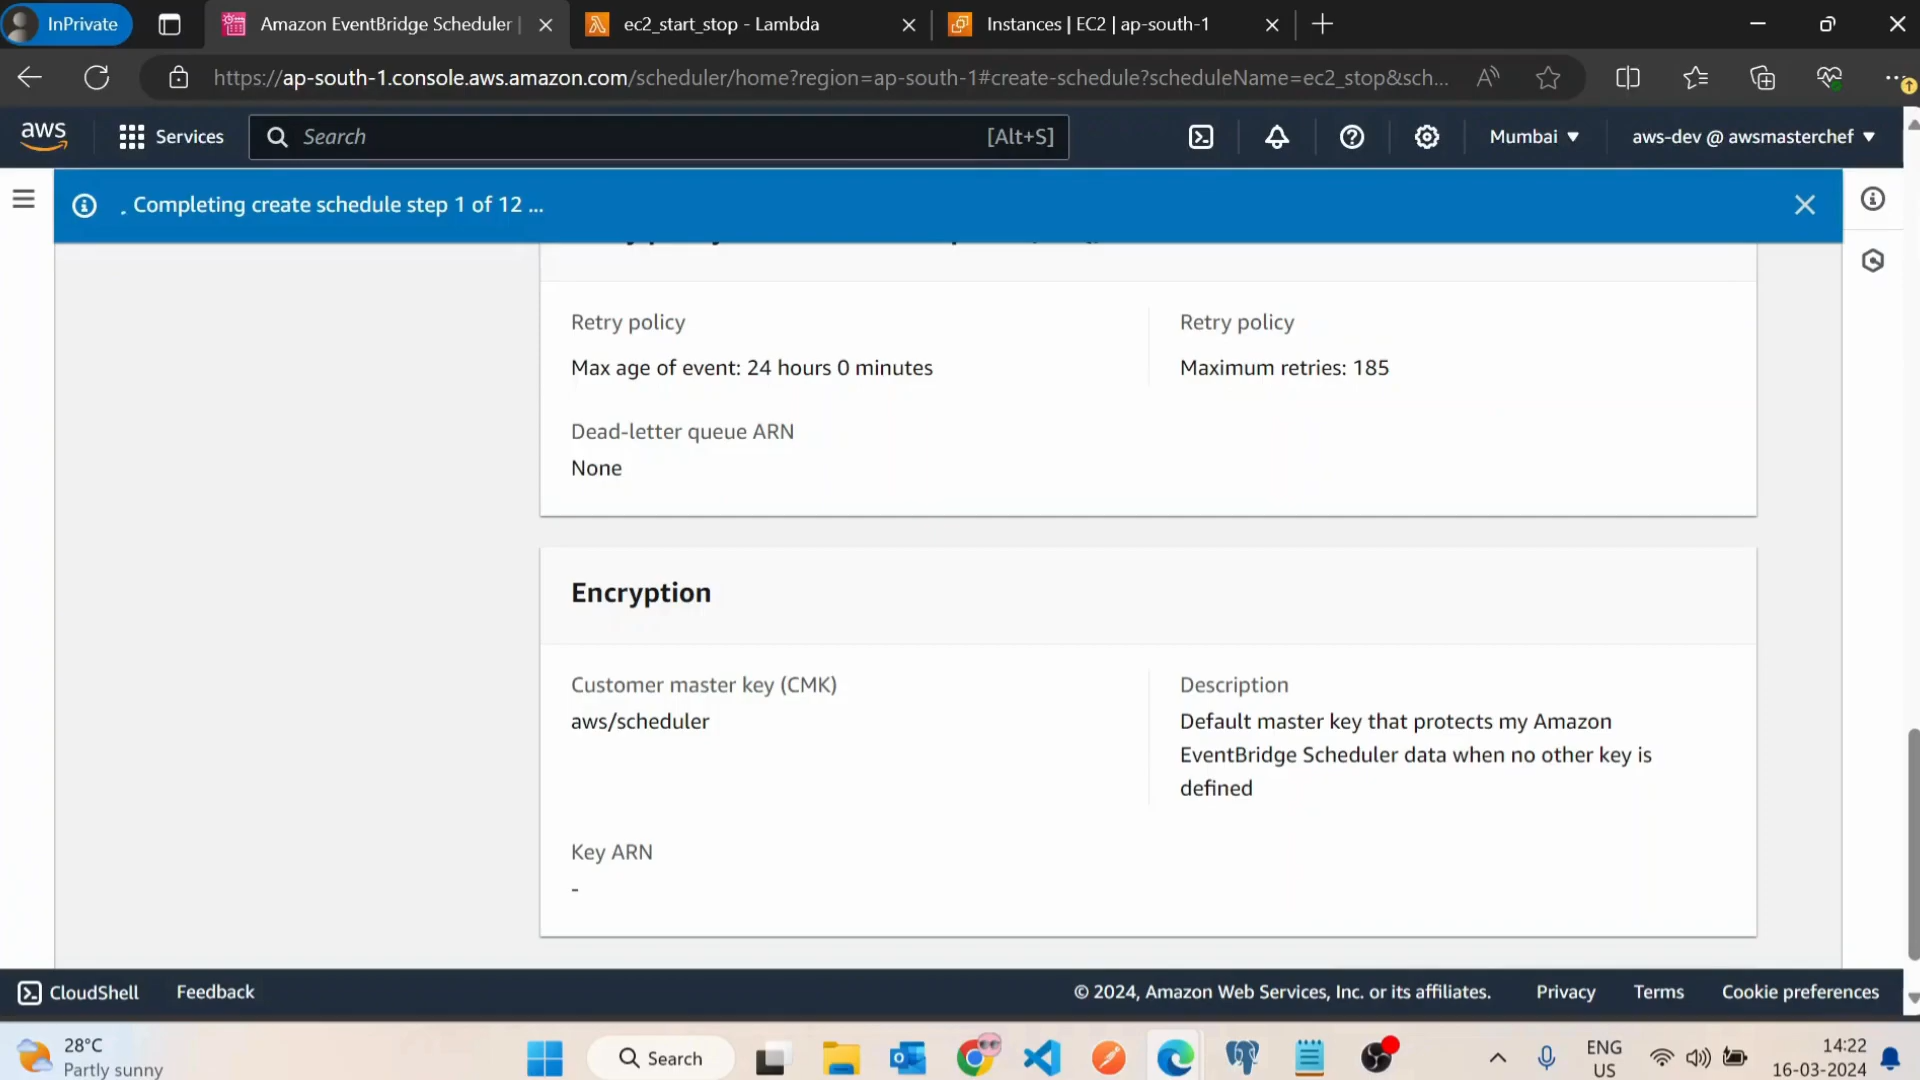 InPrivate
Amazon EventBridge Scheduler |
ec2_start_stop - Lambda
Instances | EC2 | ap-south-1
https://ap-south-1.console.aws.amazon.com/scheduler/home?region=ap-south-1#create-schedule?scheduleName=ec2_stop&sch...
aws
Services
Search
[Alt+S]
Mumbai
aws-dev @ awsmasterchef
Completing create schedule step 1 of 12 ...
Retry policy
Max age of event: 24 hours 0 minutes
Retry policy
Maximum retries: 185
Dead-letter queue ARN
None
Encryption
Customer master key (CMK)
aws/scheduler
Description
Default master key that protects my Amazon
EventBridge Scheduler data when no other key is
defined
Key ARN
-
CloudShell
Feedback
© 2024, Amazon Web Services, Inc. or its affiliates.
Privacy
Terms
Cookie preferences
28°C
Partly sunny
Search
ENG
US
14:22
16-03-2024